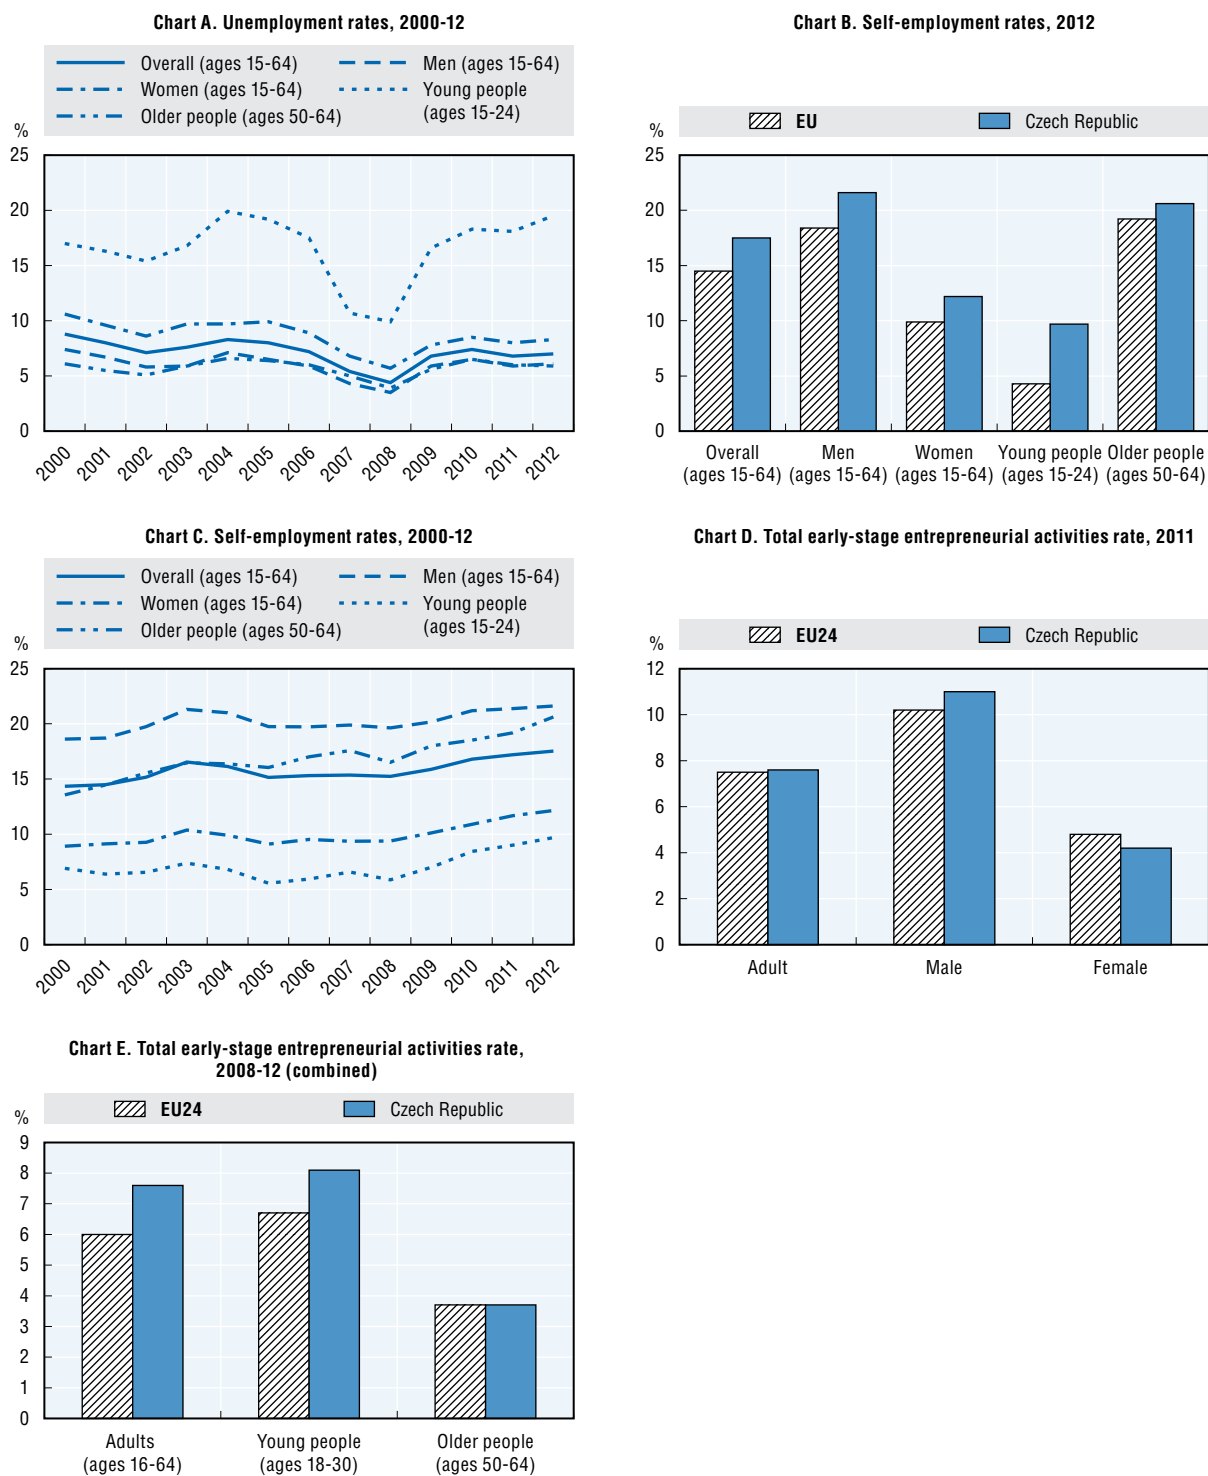 Chart A. Unemployment rates, 2000-12
Overall (ages 15-64)
Men (ages 15-64)
Women (ages 15-64)
Young people
(ages 15-24)
Older people (ages 50-64)
%
25
20
15
10
5
0
2000
2001
2002
2003
2004
2005
2006
2007
2008
2009
2010
2011
2012
Chart B. Self-employment rates, 2012
EU
Czech Republic
%
25
20
15
10
5
0
Overall
(ages 15-64)
Men
(ages 15-64)
Women
(ages 15-64)
Young people
(ages 15-24)
Older people
(ages 50-64)
Chart C. Self-employment rates, 2000-12
Overall (ages 15-64)
Men (ages 15-64)
Women (ages 15-64)
Young people
(ages 15-24)
Older people (ages 50-64)
%
25
20
15
10
5
0
2000
2001
2002
2003
2004
2005
2006
2007
2008
2009
2010
2011
2012
Chart D. Total early-stage entrepreneurial activities rate, 2011
EU24
Czech Republic
%
12
10
8
6
4
2
0
Adult
Male
Female
Chart E. Total early-stage entrepreneurial activities rate,
2008-12 (combined)
EU24
Czech Republic
%
9
8
7
6
5
4
3
2
1
0
Adults
(ages 16-64)
Young people
(ages 18-30)
Older people
(ages 50-64)